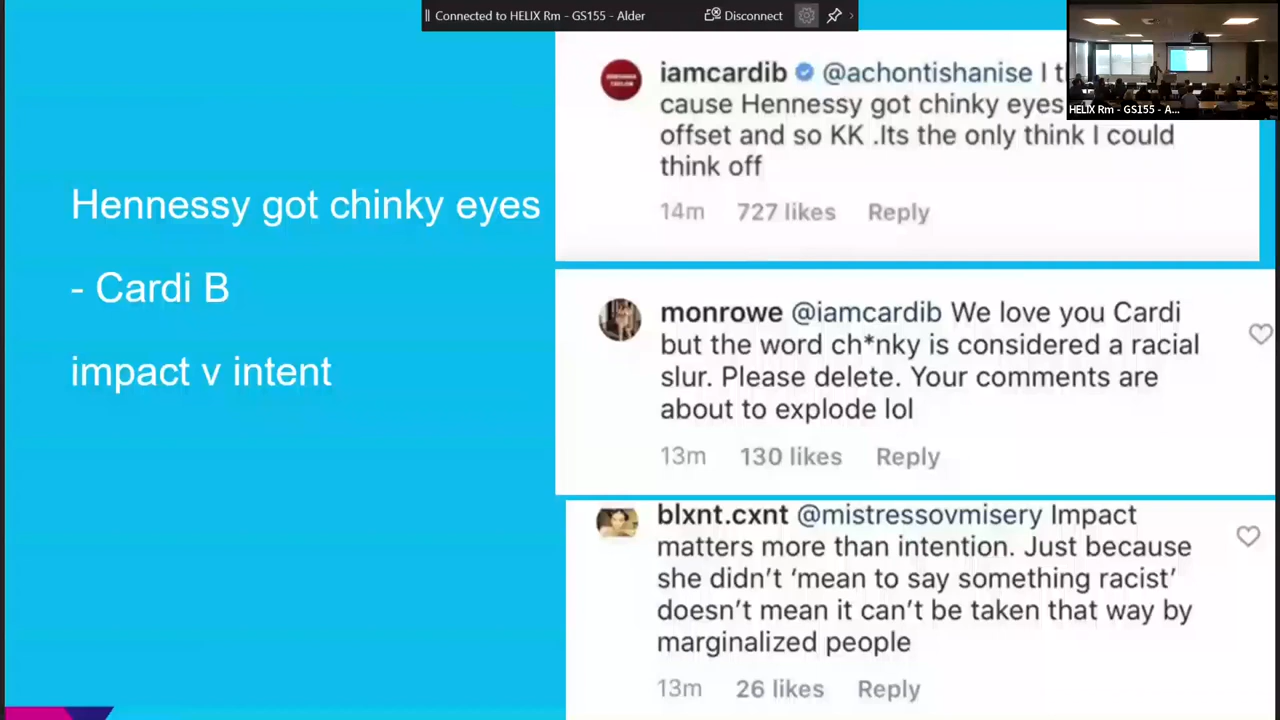 Connected to HELIX Rm - GS155 - Alder
Disconnect
HELIX Rm - GS155 - A...
Hennessy got chinky eyes
- Cardi B
impact v intent
iamcardib @achontishanise I
cause Hennessy got chinky eyes
offset and so KK .Its the only think I could
think off
14m 727 likes Reply
monrowe @iamcardib We love you Cardi
but the word ch*nky is considered a racial
slur. Please delete. Your comments are
about to explode lol
13m 130 likes Reply
blxnt.cxnt @mistressovmisery Impact
matters more than intention. Just because
she didn't ‘mean to say something racist’
doesn't mean it can't be taken that way by
marginalized people
13m 26 likes Reply